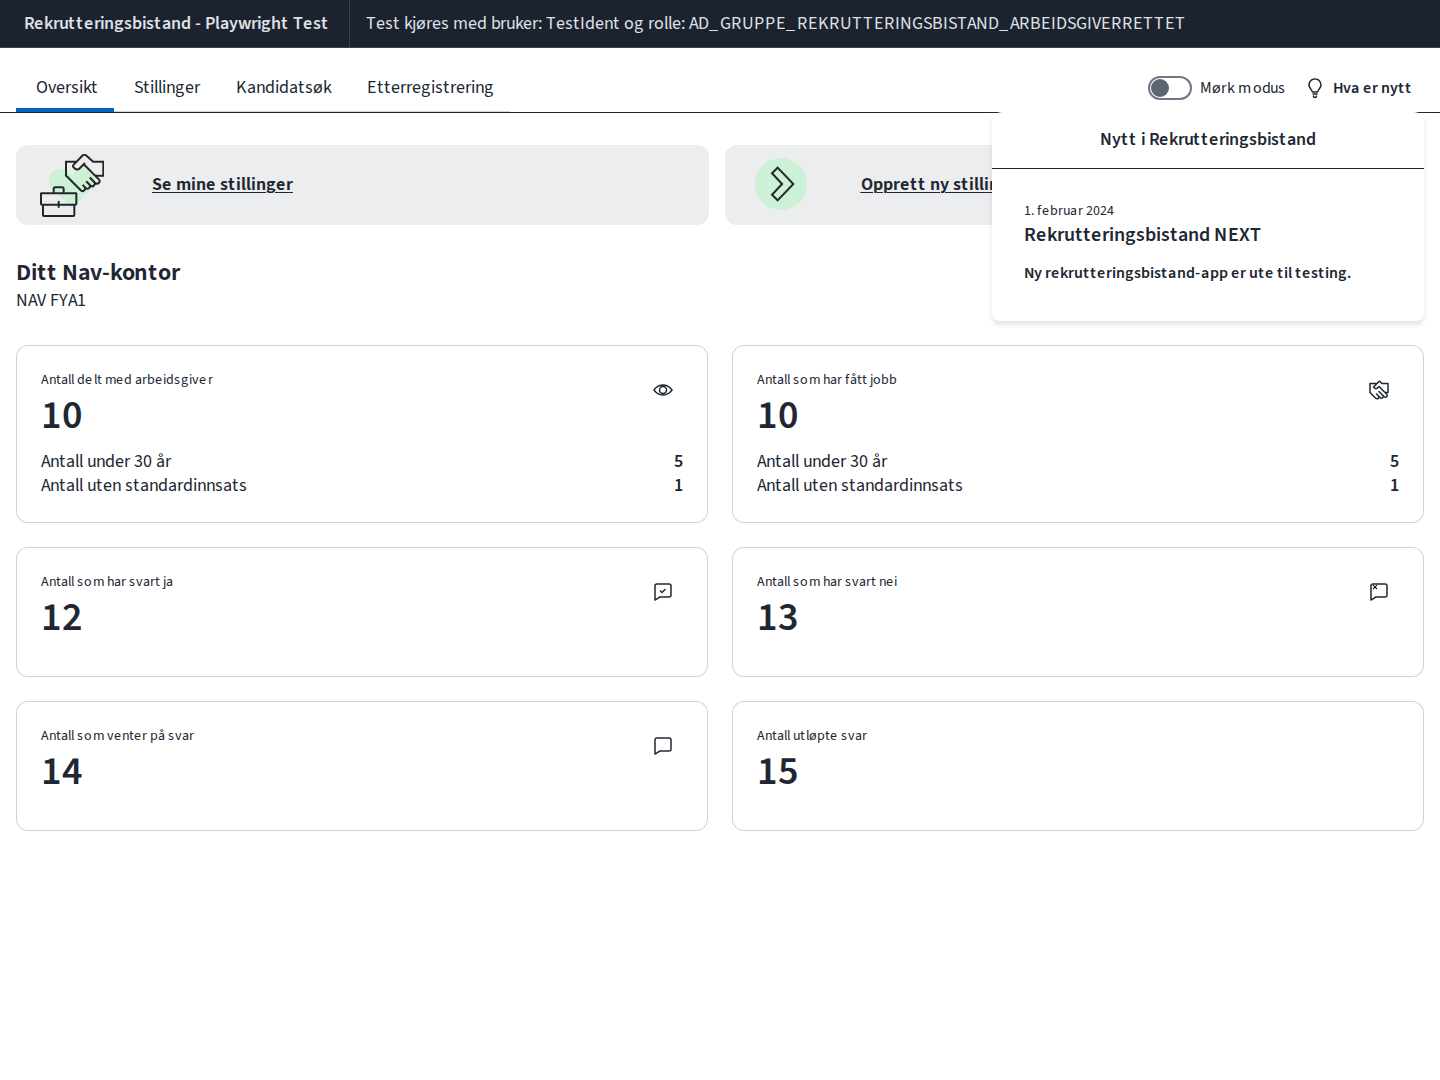 Rekrutteringsbistand - Playwright Test
Test kjøres med bruker: TestIdent og rolle: AD_GRUPPE_REKRUTTERINGSBISTAND_ARBEIDSGIVERRETTET
Oversikt
Stillinger
Kandidatsøk
Etterregistrering
Mørk modus
Hva er nytt
Nytt i Rekrutteringsbistand
1. februar 2024
Rekrutteringsbistand NEXT
Ny rekrutteringsbistand-app er ute til testing.
Se mine stillinger
Opprett ny
Ditt Nav-kontor
NAV FYA1
Antall delt med arbeidsgiver
10
Antall under 30 år 5
Antall uten standardinnsats 1
Antall som har fått jobb
10
Antall under 30 år 5
Antall uten standardinnsats 1
Antall som har svart ja
12
Antall som har svart nei
13
Antall som venter på svar
14
Antall utløpte svar
15